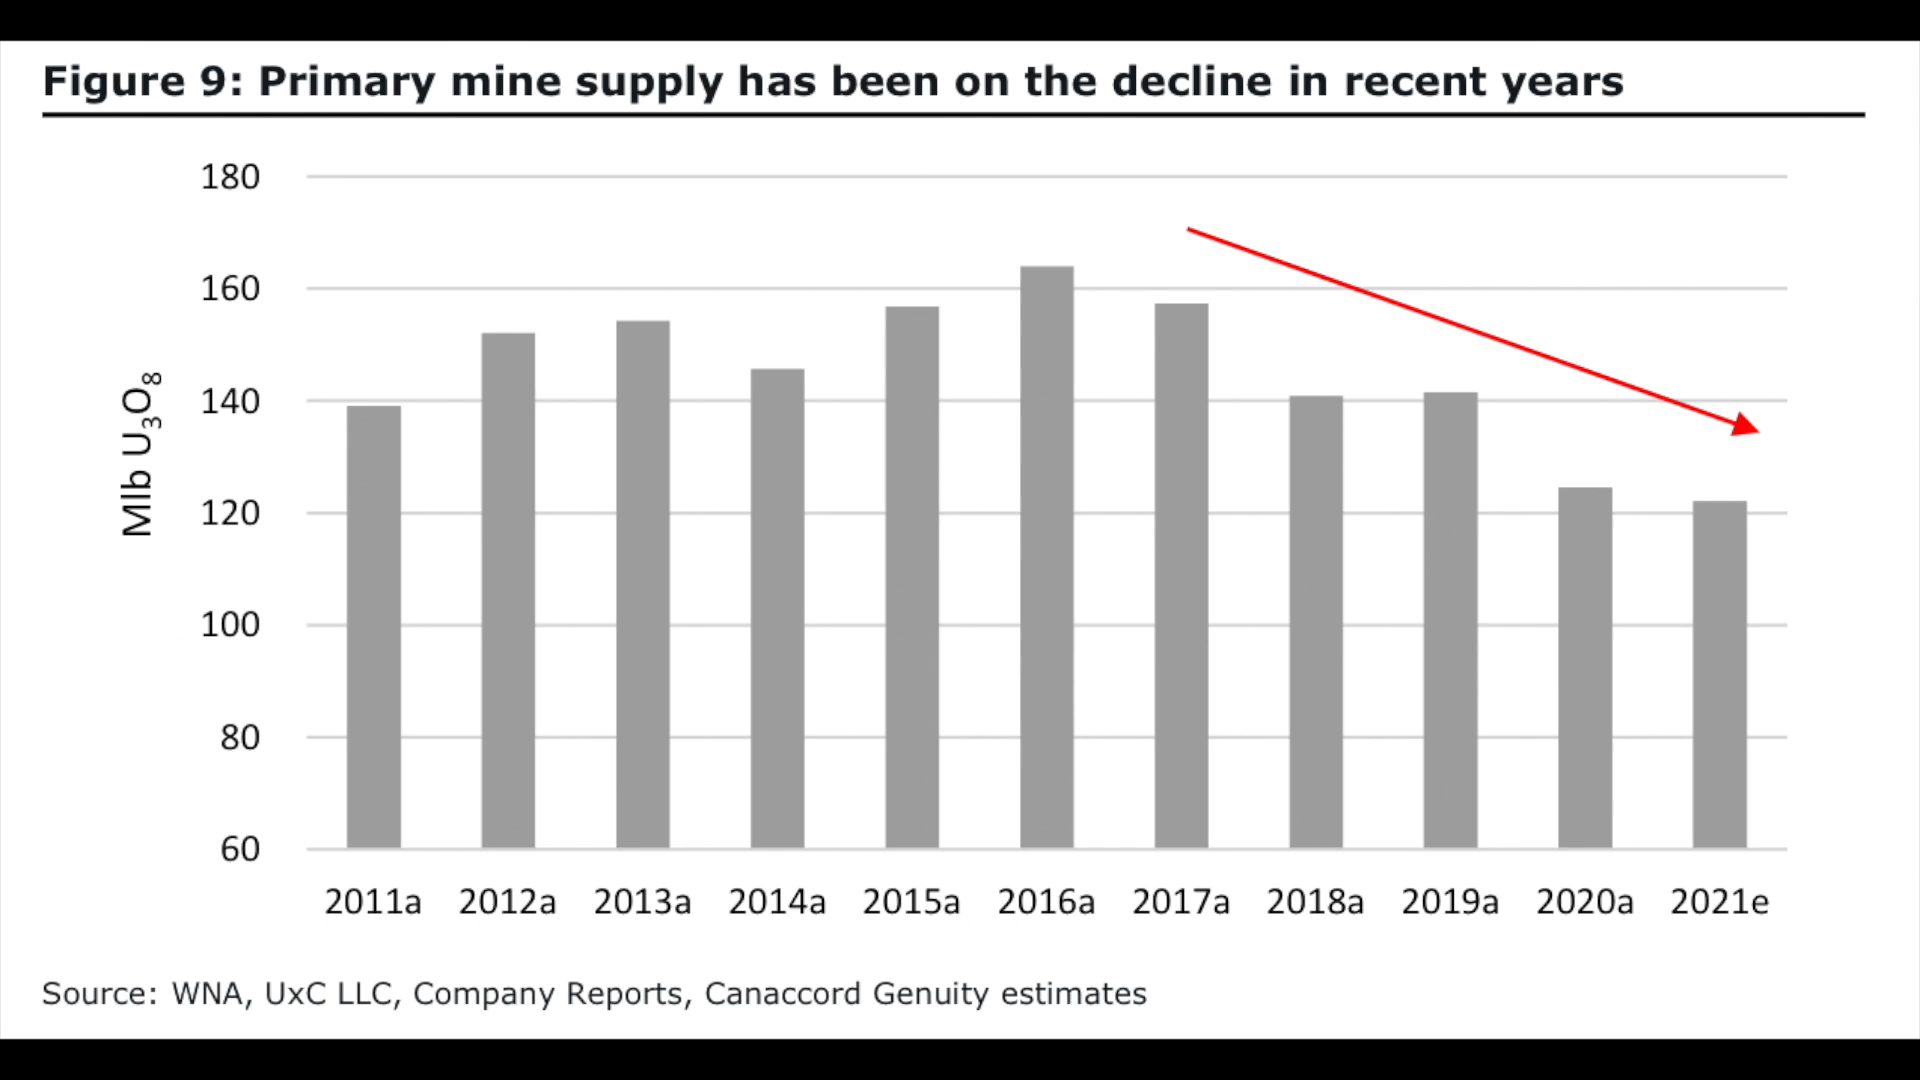 Figure 9: Primary mine supply has been on the decline in recent years
180
160
140
120
100
80
60
Mlb U₃O₈
2011a 2012a 2013a 2014a 2015a 2016a 2017a 2018a 2019a 2020a 2021e
Source: WNA, UxC LLC, Company Reports, Canaccord Genuity estimates